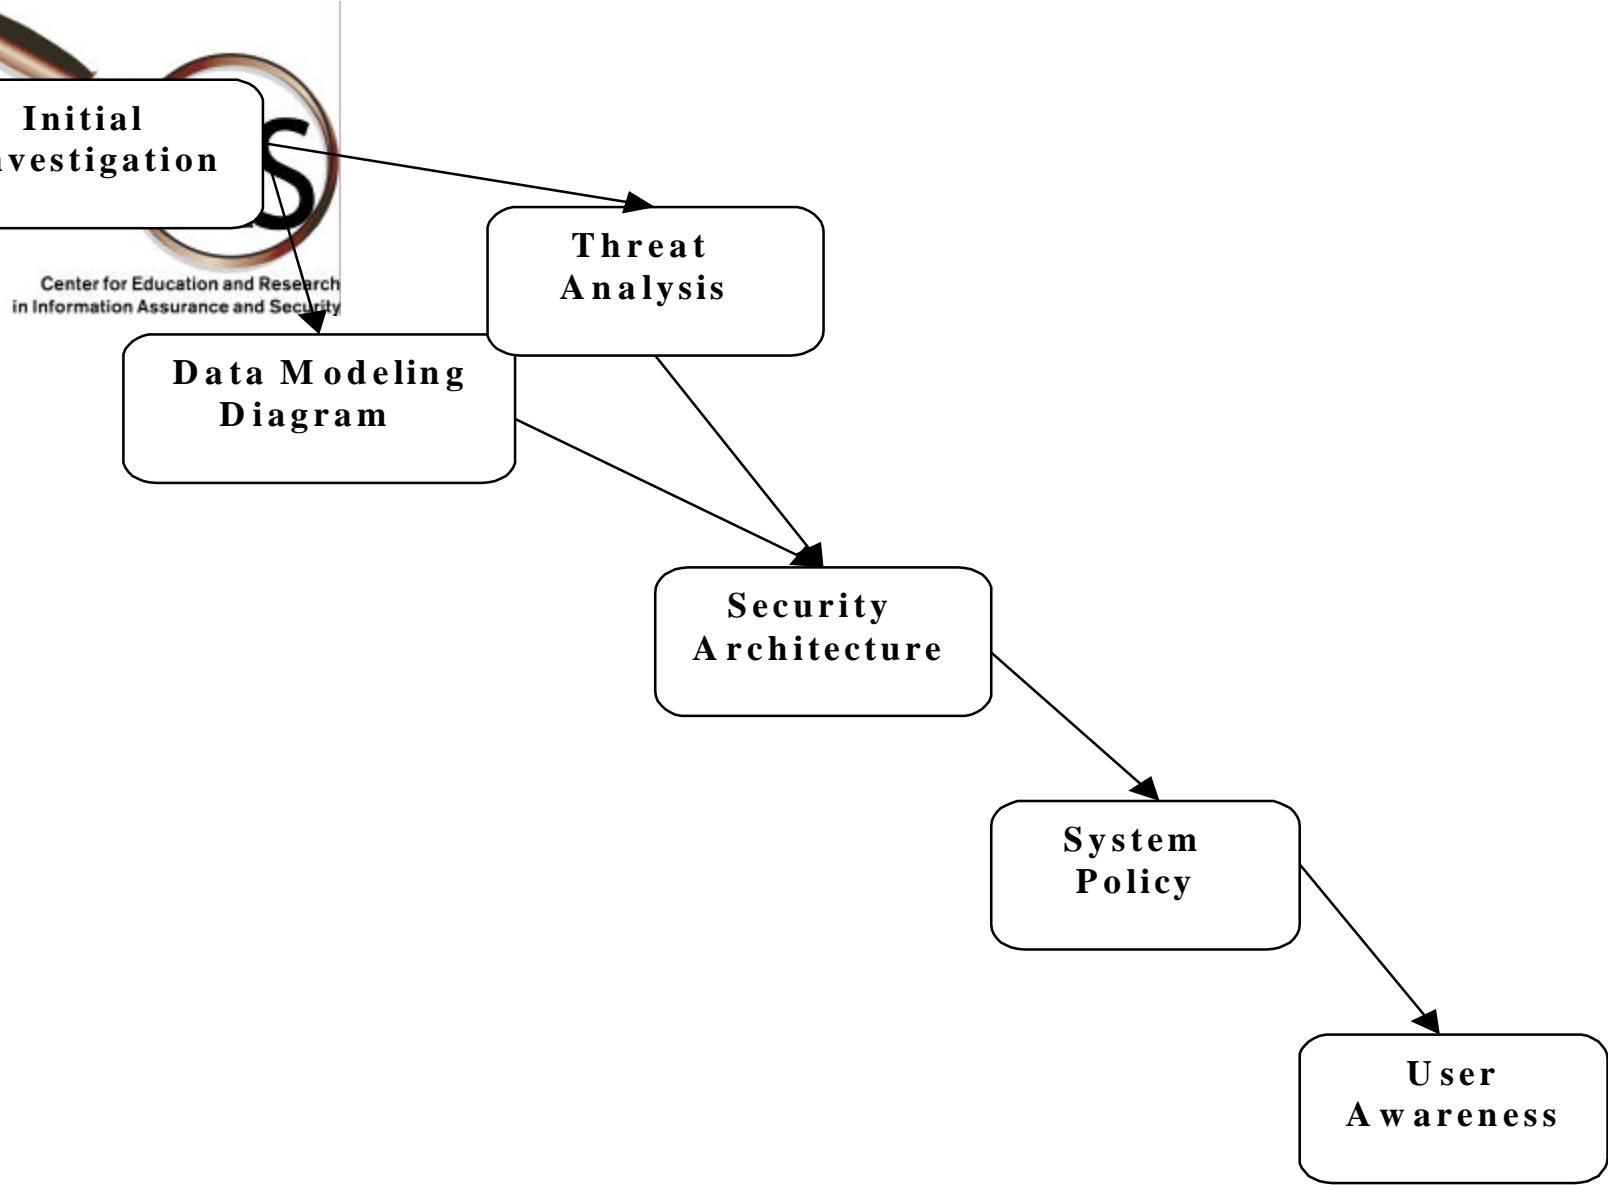 Initial
nvestigation
S
Center for Education and Research
in Information Assurance and Security
Threat
Analysis
Data Modeling
Diagram
Security
Architecture
System
Policy
User
Awareness